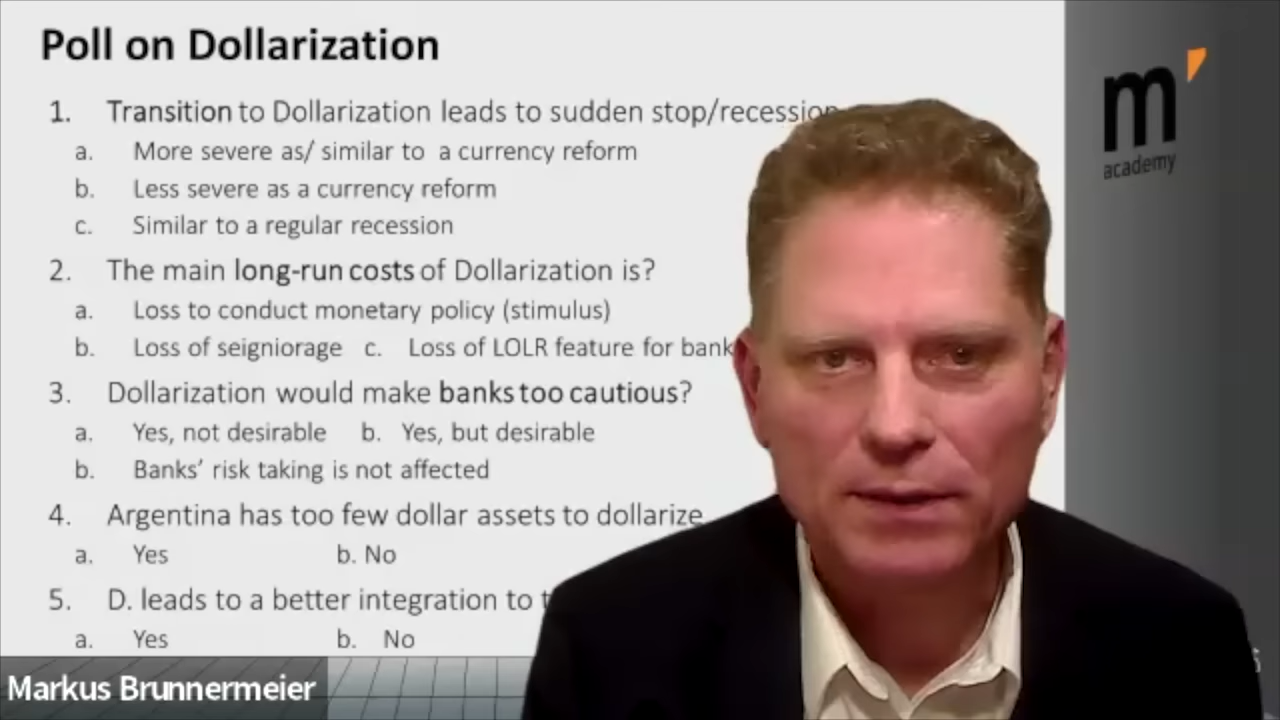 Poll on Dollarization
1. Transition to Dollarization leads to sudden stop/recession
a. More severe as/ similar to a currency reform
b. Less severe as a currency reform
c. Similar to a regular recession
2. The main long-run costs of Dollarization is?
a. Loss to conduct monetary policy (stimulus)
b. Loss of seigniorage c. Loss of LOLR feature for bank
3. Dollarization would make banks too cautious?
a. Yes, not desirable b. Yes, but desirable
b. Banks' risk taking is not affected
4. Argentina has too few dollar assets to dollarize
a. Yes b. No
5. D. leads to a better integration to
a. Yes b. No
m'
academy
Markus Brunnermeier